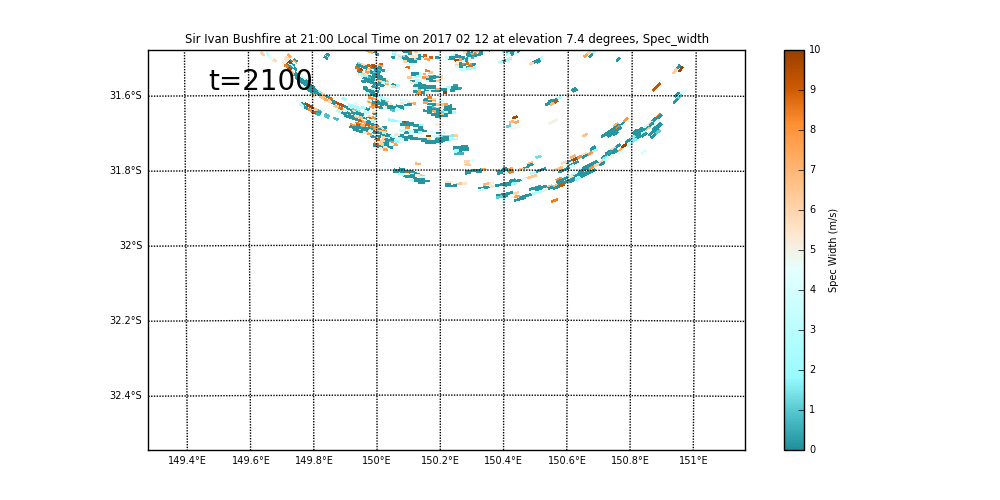 Sir Ivan Bushfire at 21:00 Local Time on 2017 02 12 at elevation 7.4 degrees, Spec_width
t=2100
31.6°S
31.8°S
32°S
32.2°S
32.4°S
149.4°E 149.6°E 149.8°E 150°E 150.2°E 150.4°E 150.6°E 150.8°E 151°E
10
9
8
7
6
5
4
3
2
1
0
Spec Width (m/s)